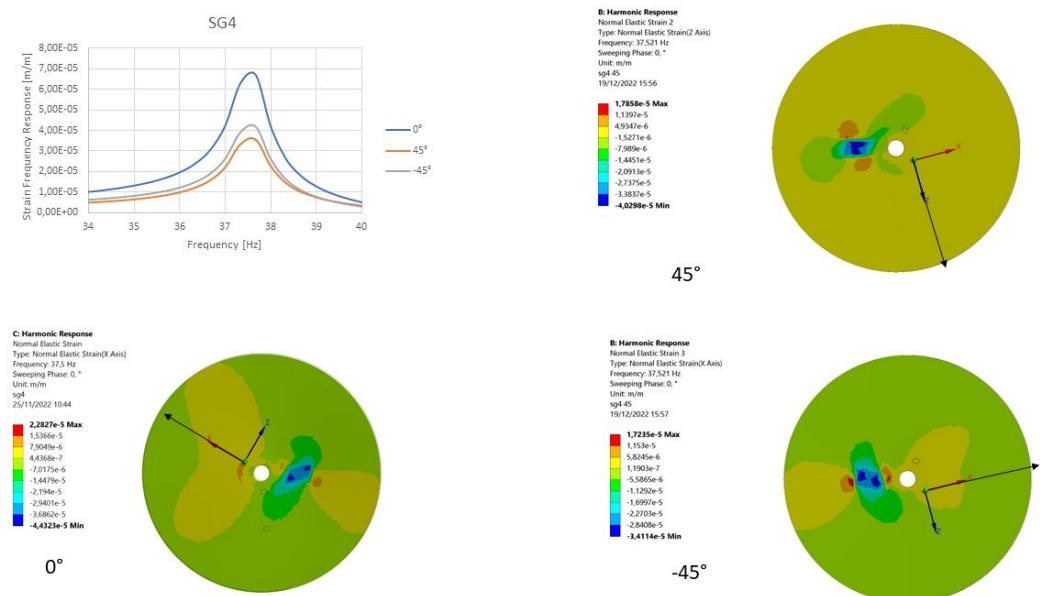 SG4
Strain Frequency Response [m/m]
8,00E-05
7,00E-05
6,00E-05
5,00E-05
4,00E-05
3,00E-05
2,00E-05
1,00E-05
0,00E+00
34 35 36 37 38 39 40
Frequency [Hz]
0°
45°
-45°
B: Harmonic Response
Normal Elastic Strain 2
Type: Normal Elastic Strain(Z Axis)
Frequency: 37,521 Hz
Sweeping Phase: 0, °
Unit: m/m
sg4 45
19/12/2022 15:56
1,7858e-5 Max
1,1397e-5
4,9347e-6
-1,5271e-6
-7,989e-6
-1,4451e-5
-2,0913e-5
-2,7375e-5
-3,3837e-5
-4,0298e-5 Min
X
Z
45°
C: Harmonic Response
Normal Elastic Strain
Type: Normal Elastic Strain(X Axis)
Frequency: 37,5 Hz
Sweeping Phase: 0, °
Unit: m/m
sg4
25/11/2022 10:44
2,2827e-5 Max
1,5366e-5
7,9049e-6
4,4368e-7
-7,0175e-6
-1,4479e-5
-2,194e-5
-2,9401e-5
-3,6862e-5
-4,4323e-5 Min
X
Z
0°
B: Harmonic Response
Normal Elastic Strain 3
Type: Normal Elastic Strain(X Axis)
Frequency: 37,521 Hz
Sweeping Phase: 0, °
Unit: m/m
sg4 45
19/12/2022 15:57
1,7235e-5 Max
1,153e-5
5,8245e-6
1,1903e-7
-5,5865e-6
-1,1292e-5
-1,6997e-5
-2,2703e-5
-2,8408e-5
-3,4114e-5 Min
X
Z
-45°